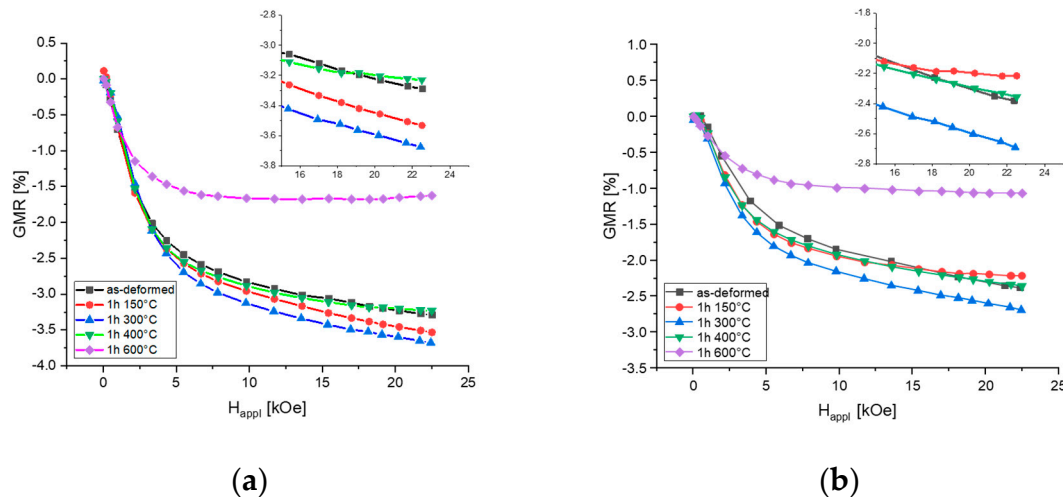 -3.8
-3.6
-3.4
-3.2
-3.0
-2.8
16 18 20 22 24
0.5
0.0
-0.5
-1.0
-1.5
-2.0
-2.5
-3.0
-3.5
-4.0
GMR [%]
as-deformed
1h 150°C
1h 300°C
1h 400°C
1h 600°C
0 5 10 15 20 25
Happl [kOe]
(a)
-2.0
-2.2
-2.4
-2.6
-2.8
16 18 20 22 24
1.0
0.5
0.0
-0.5
-1.0
-1.5
-2.0
-2.5
-3.0
-3.5
GMR [%]
as-deformed
1h 150°C
1h 300°C
1h 400°C
1h 600°C
0 5 10 15 20 25
Happl [kOe]
(b)